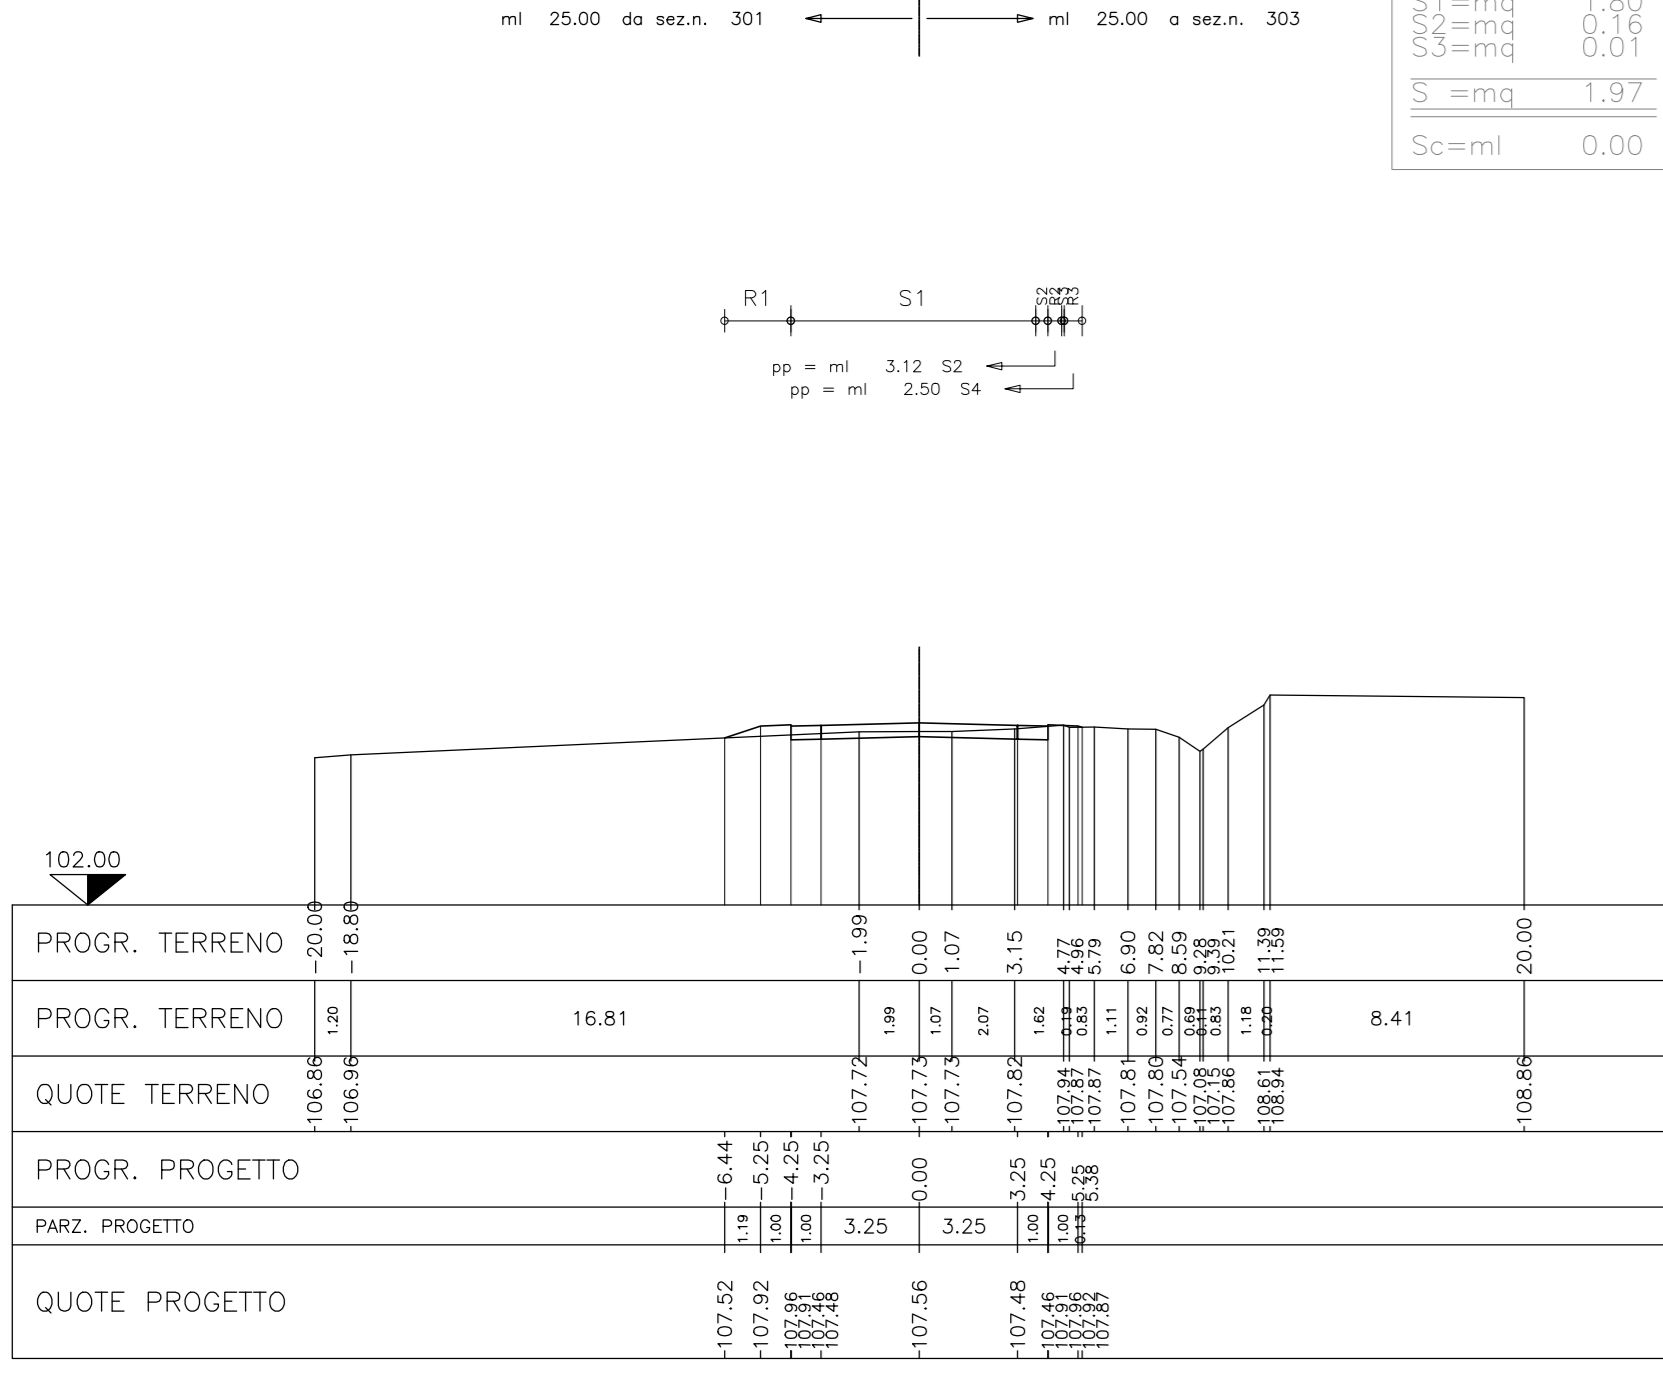 ml 25.00 da sez.n. 301
ml 25.00 a sez.n. 303
S1=mq 1.80
S2=mq 0.16
S3=mq 0.01
S =mq 1.97
Sc=ml 0.00
R1 S1 S2 R2 S3 R3
pp = ml 3.12 S2
pp = ml 2.50 S4
102.00
PROGR. TERRENO -20.00 -18.80 -1.99 0.00 1.07 3.15 4.77 4.96 5.79 6.90 7.82 8.59 9.28 9.39 10.21 11.39 11.59 20.00
PROGR. TERRENO 1.20 16.81 1.99 1.07 2.07 1.62 0.19 0.83 1.11 0.92 0.77 0.69 0.11 0.83 1.18 0.20 8.41
QUOTE TERRENO 106.86 106.96 107.72 107.73 107.73 107.82 107.94 107.87 107.87 107.81 107.80 107.54 107.08 107.15 107.86 108.61 108.94 108.86
PROGR. PROGETTO -6.44 -5.25 -4.25 -3.25 0.00 3.25 4.25 5.25 5.38
PARZ. PROGETTO 1.19 1.00 1.00 3.25 3.25 1.00 1.00 0.13
QUOTE PROGETTO 107.52 107.92 107.96 107.91 107.46 107.48 107.56 107.48 107.46 107.91 107.96 107.92 107.87